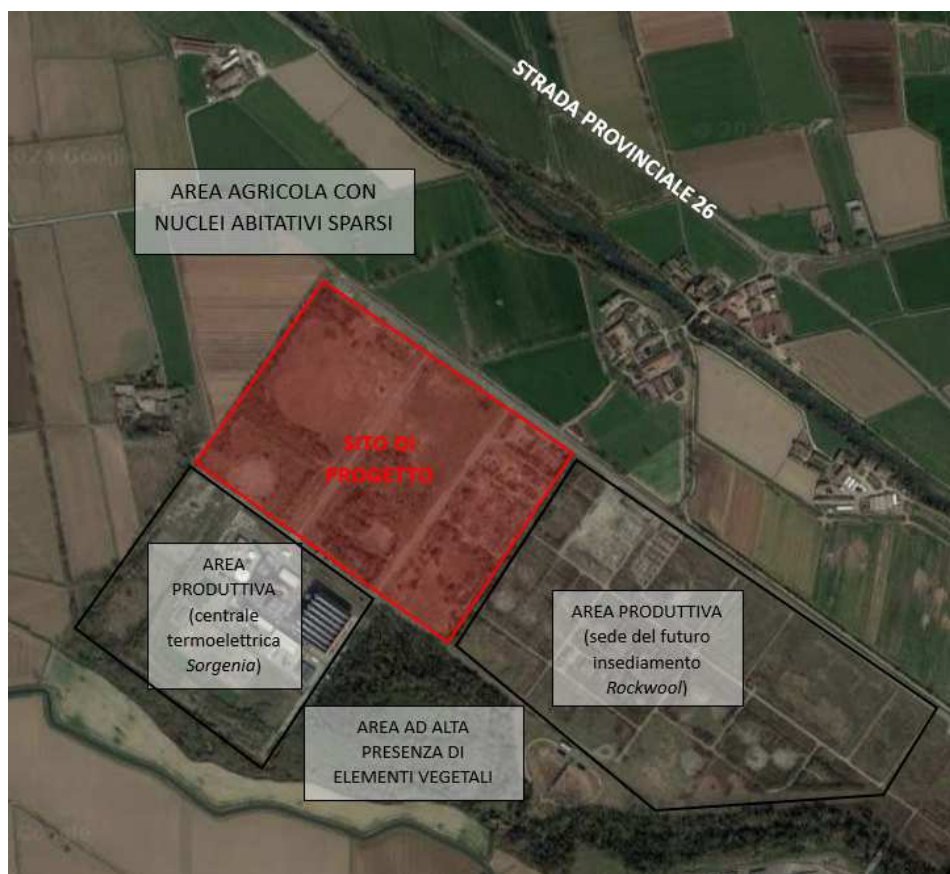 STRADA PROVINCIALE 26
AREA AGRICOLA CON
NUCLEI ABITATIVI SPARSI
SITO DI
PROGETTO
AREA
PRODUTTIVA
(centrale
termoelettrica
Sorgenia)
AREA PRODUTTIVA
(sede del futuro
insediamento
Rockwool)
AREA AD ALTA
PRESENZA DI
ELEMENTI VEGETALI